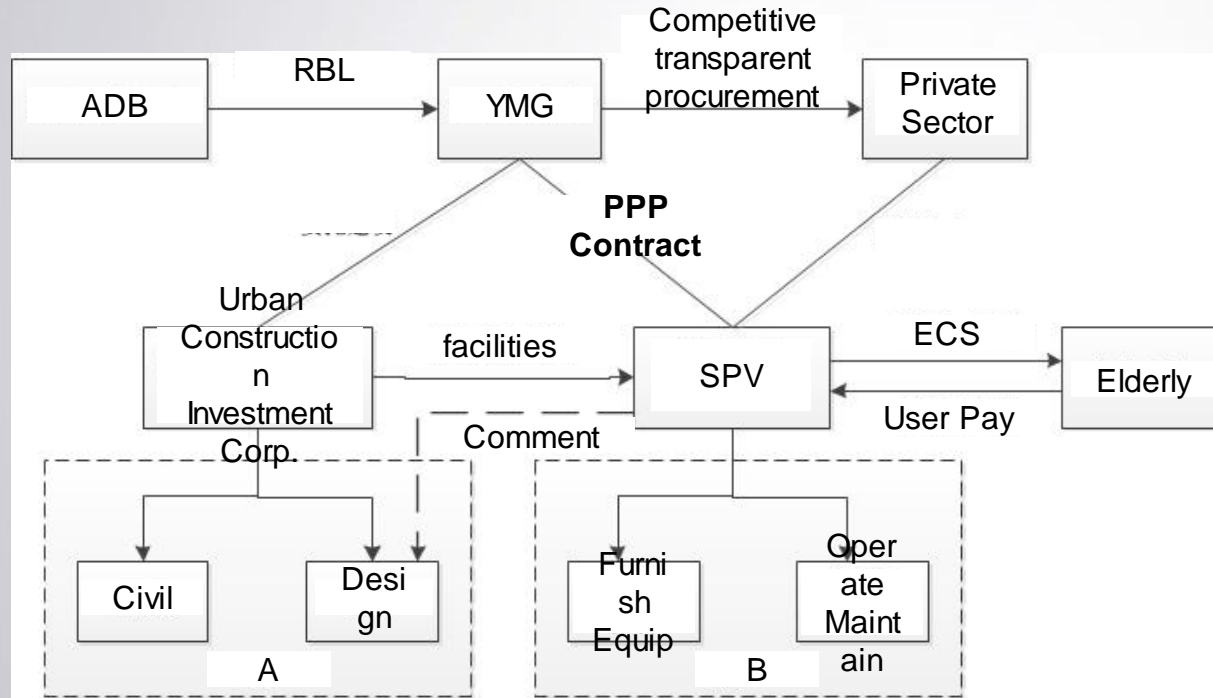 Competitive
transparent
procurement
RBL
ADB
YMG
Private
Sector
PPP
Contract
Urban
Constructio
n
Investment
Corp.
facilities
SPV
ECS
Elderly
User Pay
Comment
Civil
Desi
gn
Furni
sh
Equip
Oper
ate
Maint
ain
A
B